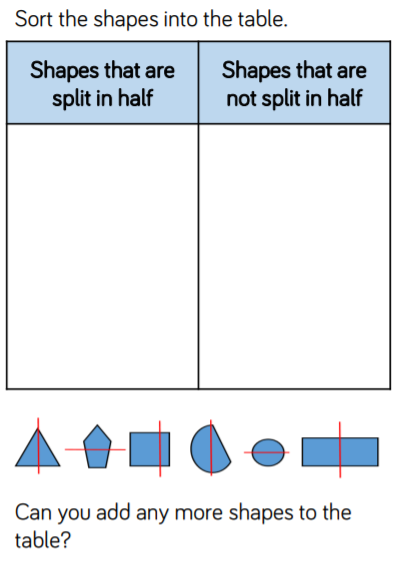 Sort the shapes into the table.
Shapes that are
split in half
Shapes that are
not split in half
Can you add any more shapes to the
table?